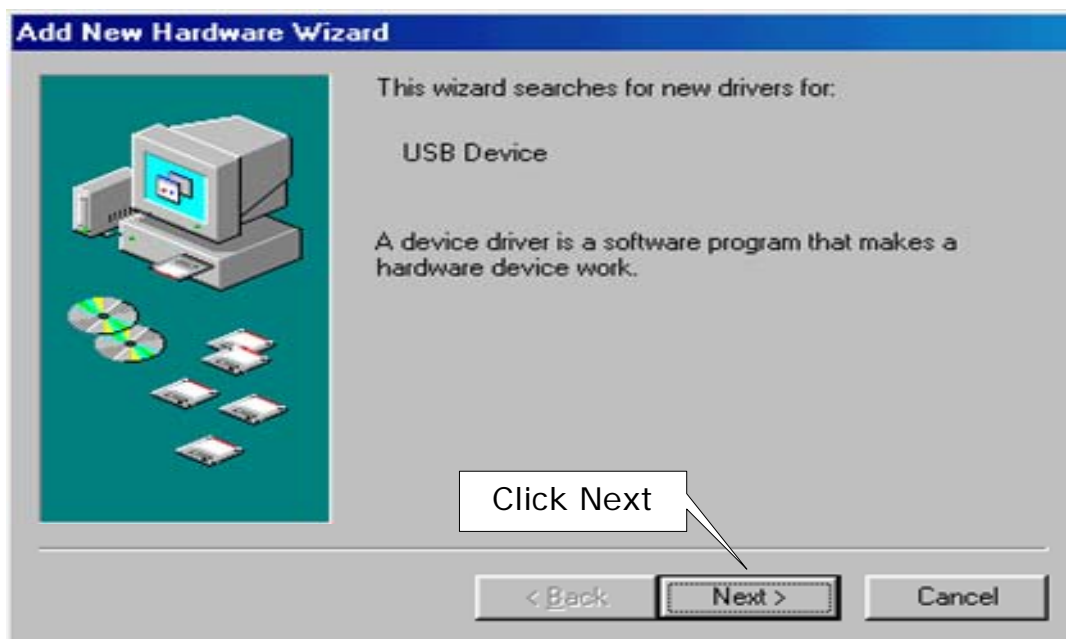 Add New Hardware Wizard
This wizard searches for new drivers for:
USB Device
A device driver is a software program that makes a
hardware device work.
Click Next
< Back
Next >
Cancel